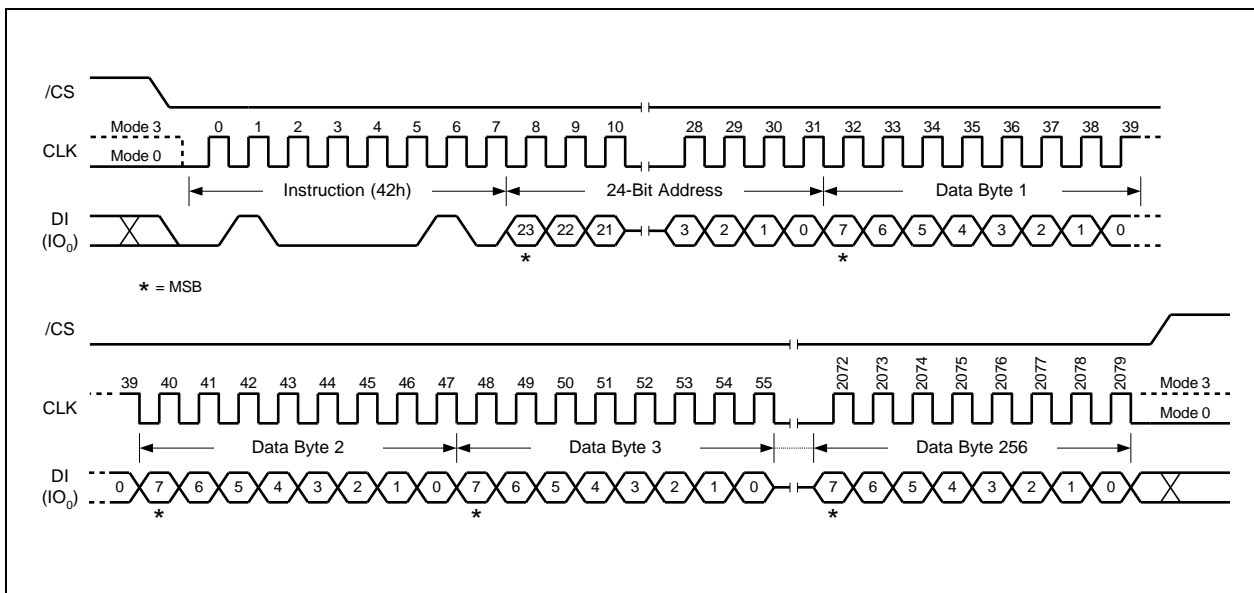 /CS
Mode 3 0 1 2 3 4 5 6 7 8 9 10 28 29 30 31 32 33 34 35 36 37 38 39
CLK Mode 0
Instruction (42h) 24-Bit Address Data Byte 1
DI
(IO0) 23 22 21 3 2 1 0 7 6 5 4 3 2 1 0
* *
* = MSB
/CS
39 40 41 42 43 44 45 46 47 48 49 50 51 52 53 54 55 2072 2073 2074 2075 2076 2077 2078 2079 Mode 3
CLK Mode 0
Data Byte 2 Data Byte 3 Data Byte 256
DI
(IO0) 0 7 6 5 4 3 2 1 0 7 6 5 4 3 2 1 0 7 6 5 4 3 2 1 0
* * *